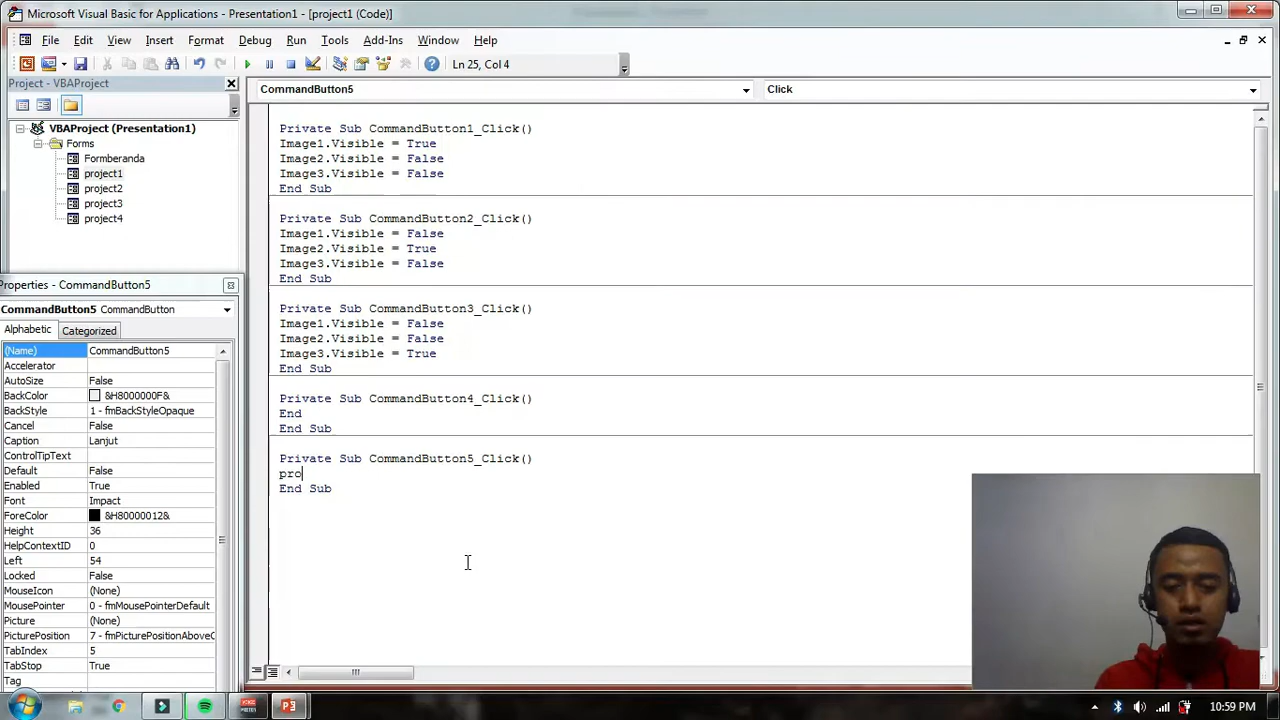 Microsoft Visual Basic for Applications - Presentation1 - [project1 (Code)]
File Edit View Insert Format Debug Run Tools Add-Ins Window Help
Ln 25, Col 4
Project - VBAProject
CommandButton5
Click
VBAProject (Presentation1)
Forms
Formberanda
project1
project2
project3
project4
Private Sub CommandButton1_Click()
Image1.Visible = True
Image2.Visible = False
Image3.Visible = False
End Sub
Private Sub CommandButton2_Click()
Image1.Visible = False
Image2.Visible = True
Image3.Visible = False
End Sub
Private Sub CommandButton3_Click()
Image1.Visible = False
Image2.Visible = False
Image3.Visible = True
End Sub
Private Sub CommandButton4_Click()
End
End Sub
Private Sub CommandButton5_Click()
pro
End Sub
Properties - CommandButton5
CommandButton5 CommandButton
Alphabetic Categorized
(Name) CommandButton5
Accelerator
AutoSize False
BackColor &H8000000F&
BackStyle 1 - fmBackStyleOpaque
Cancel False
Caption Lanjut
ControlTipText
Default False
Enabled True
Font Impact
ForeColor &H80000012&
Height 36
HelpContextID 0
Left 54
Locked False
MouseIcon (None)
MousePointer 0 - fmMousePointerDefault
Picture (None)
PicturePosition 7 - fmPicturePositionAboveC
TabIndex 5
TabStop True
Tag
10:59 PM